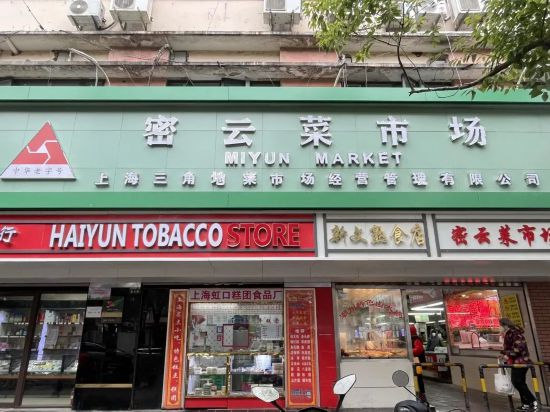 密云菜市场
MIYUN MARKET
中华老字号
上海三角地菜市场经营管理有限公司
行 HAIYUN TOBACCO STORE
新文熟食店
密云菜市场
上海虹口糕团食品厂